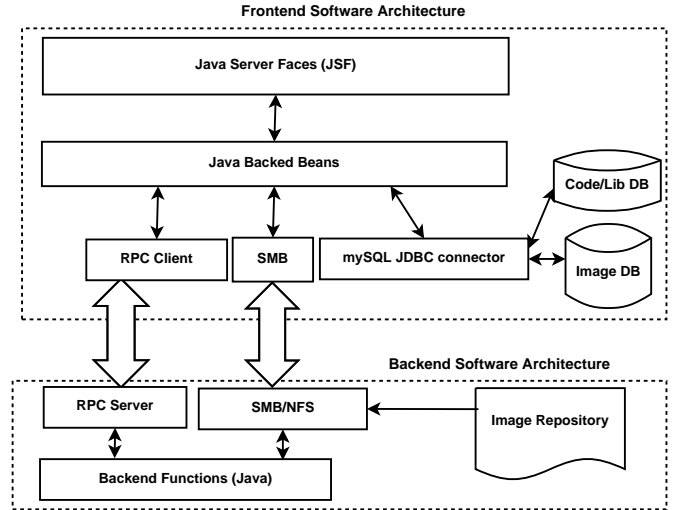 Frontend Software Architecture
Java Server Faces (JSF)
Java Backed Beans
Code/Lib DB
RPC Client
SMB
mySQL JDBC connector
Image DB
Backend Software Architecture
RPC Server
SMB/NFS
Image Repository
Backend Functions (Java)